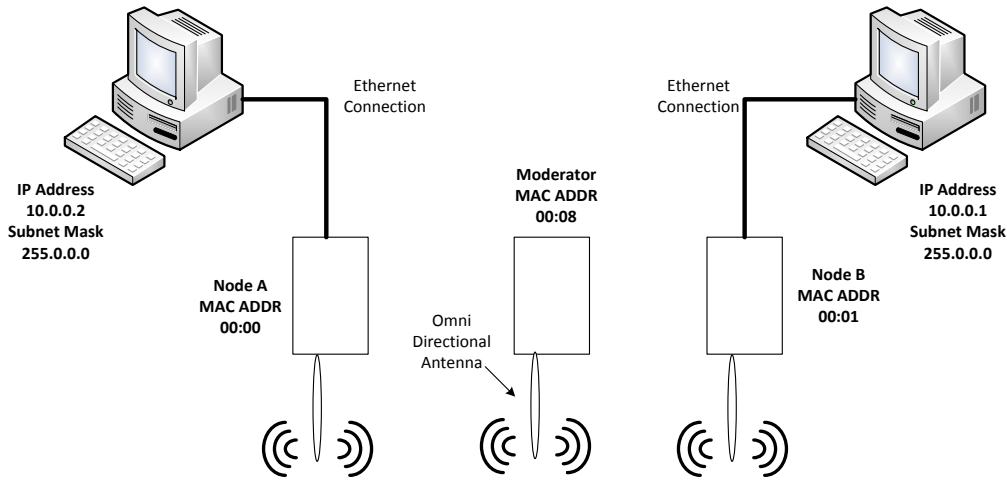 Ethernet
Connection
Ethernet
Connection
IP Address
10.0.0.2
Subnet Mask
255.0.0.0
Moderator
MAC ADDR
00:08
IP Address
10.0.0.1
Subnet Mask
255.0.0.0
Node A
MAC ADDR
00:00
Node B
MAC ADDR
00:01
Omni
Directional
Antenna